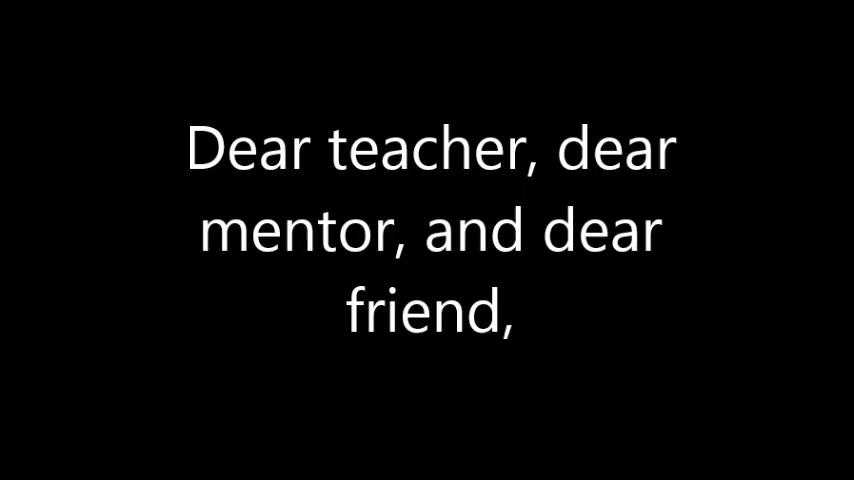 Dear teacher, dear
mentor, and dear
friend,